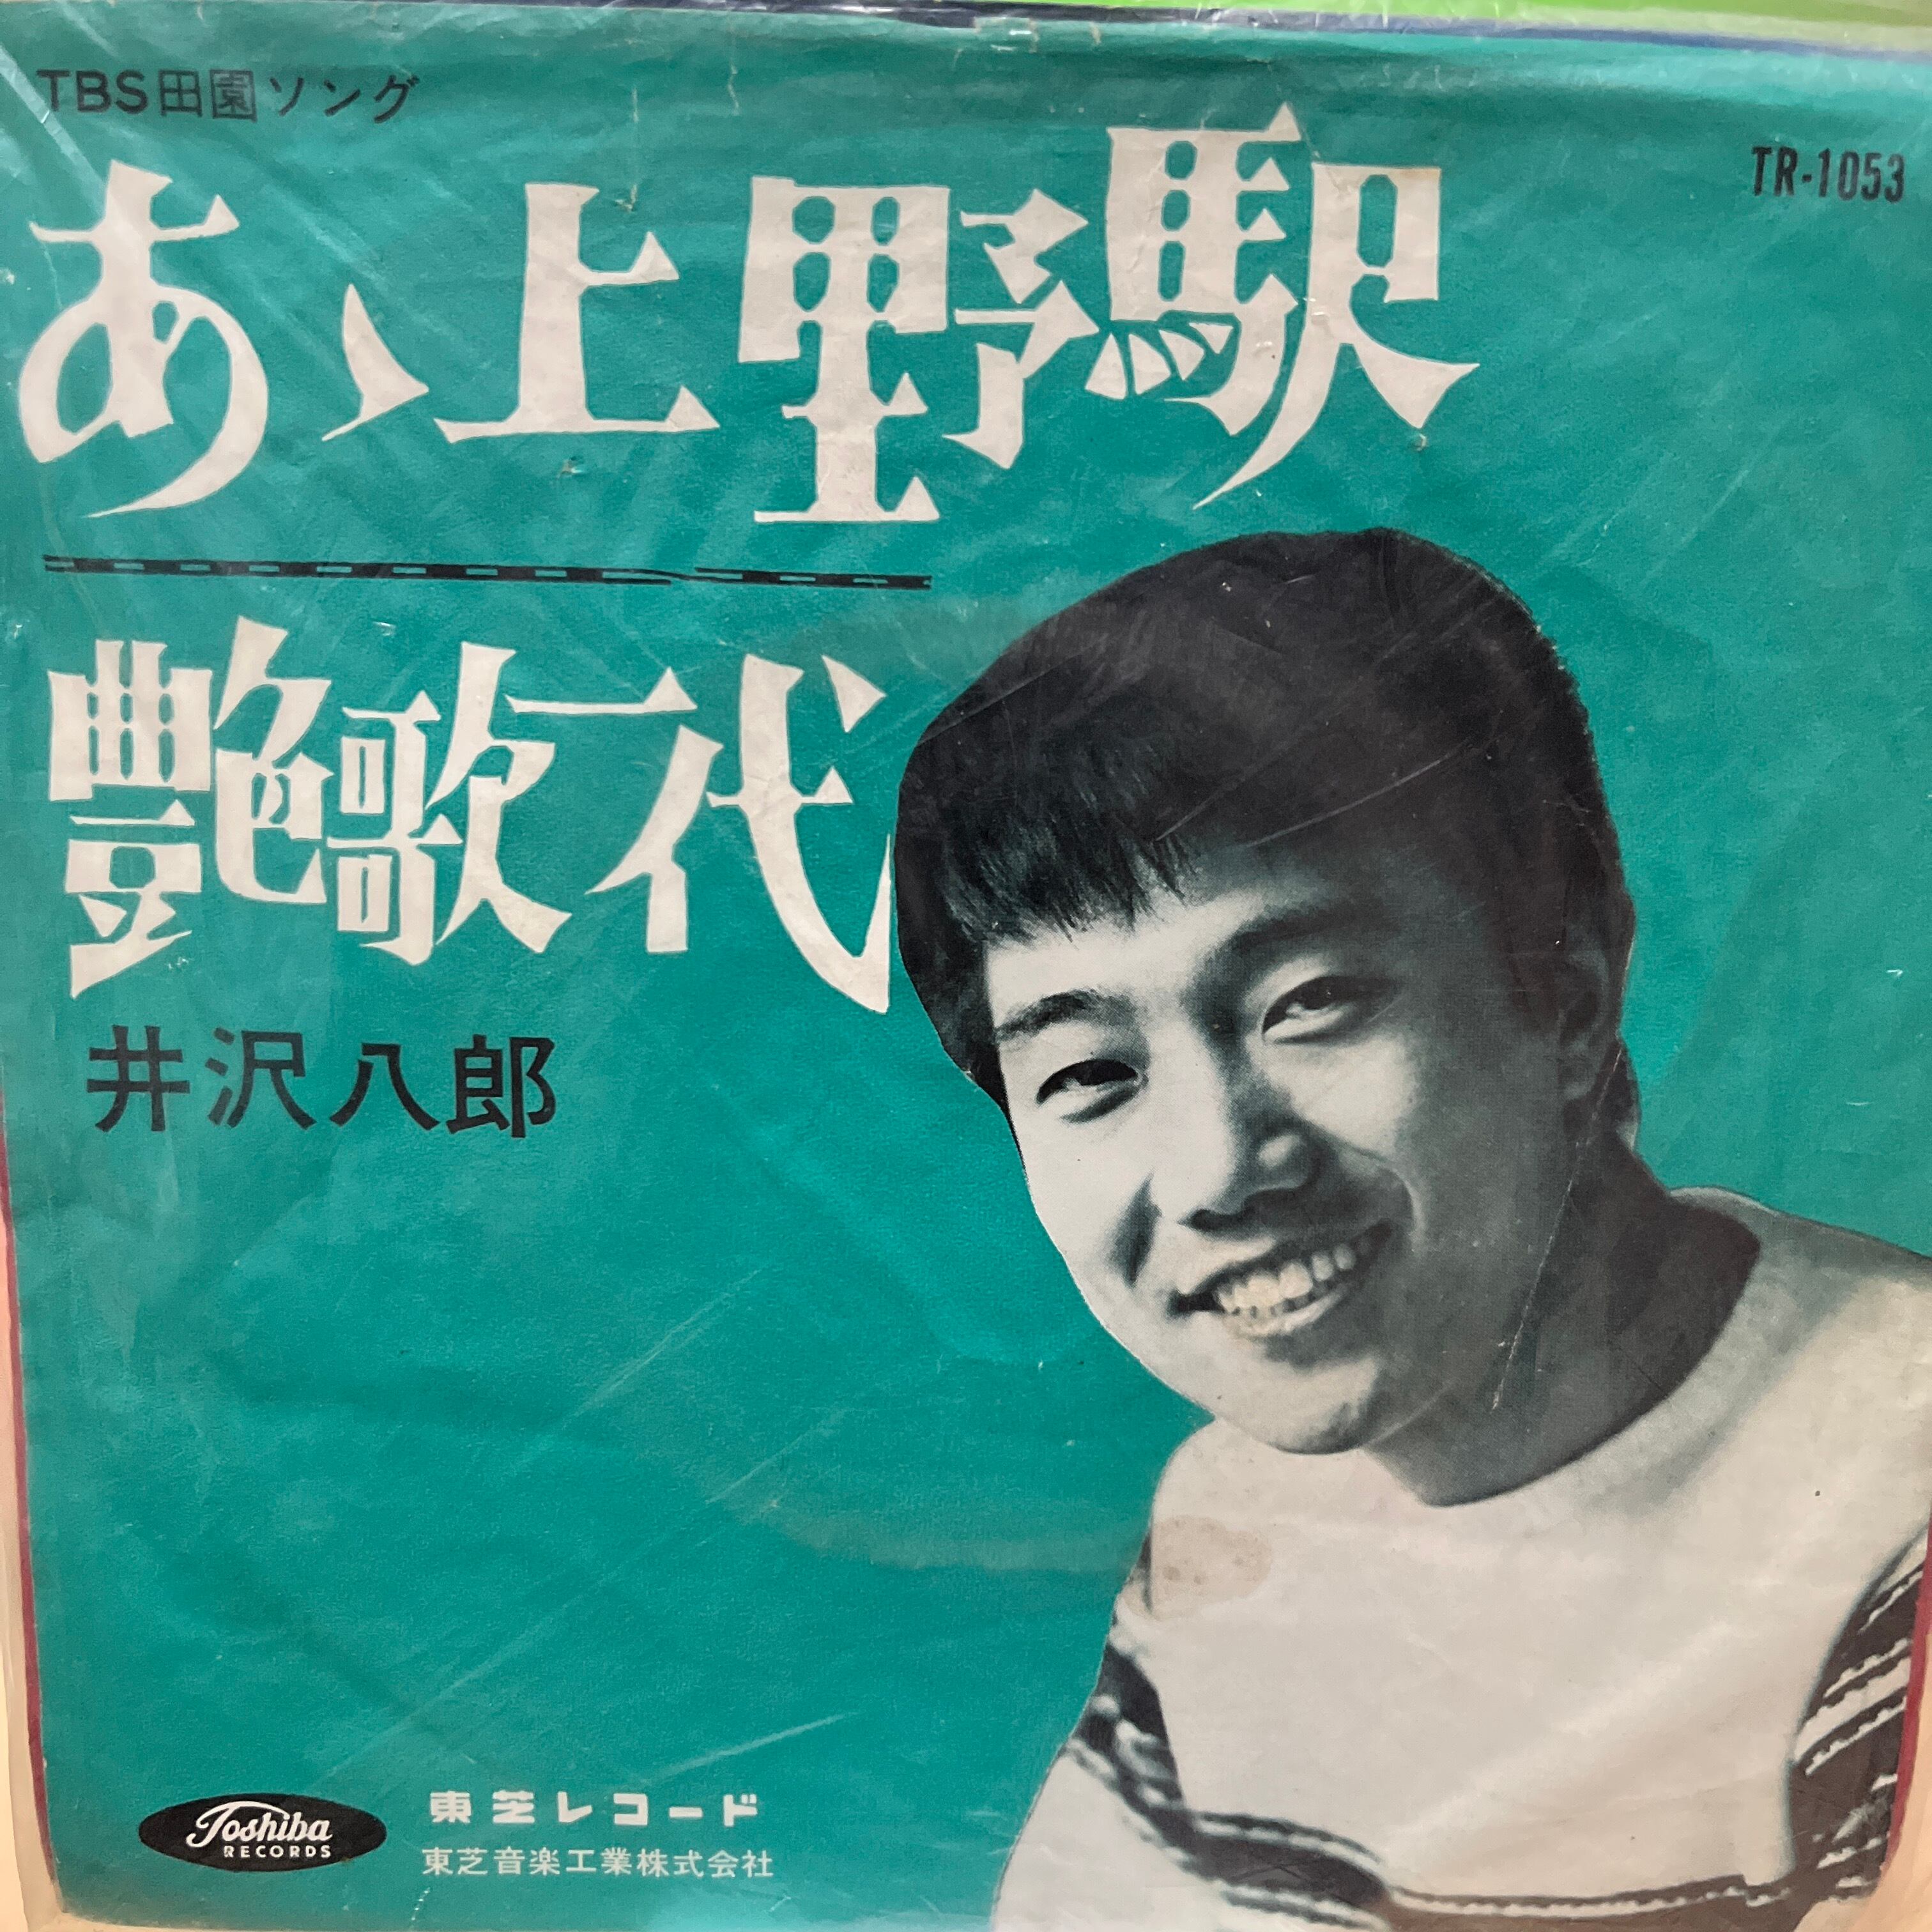 TBS田園ソング
TR-1053
あゝ上野駅
艶歌一代
井沢八郎
Toshiba
RECORDS
東芝レコード
東芝音楽工業株式会社